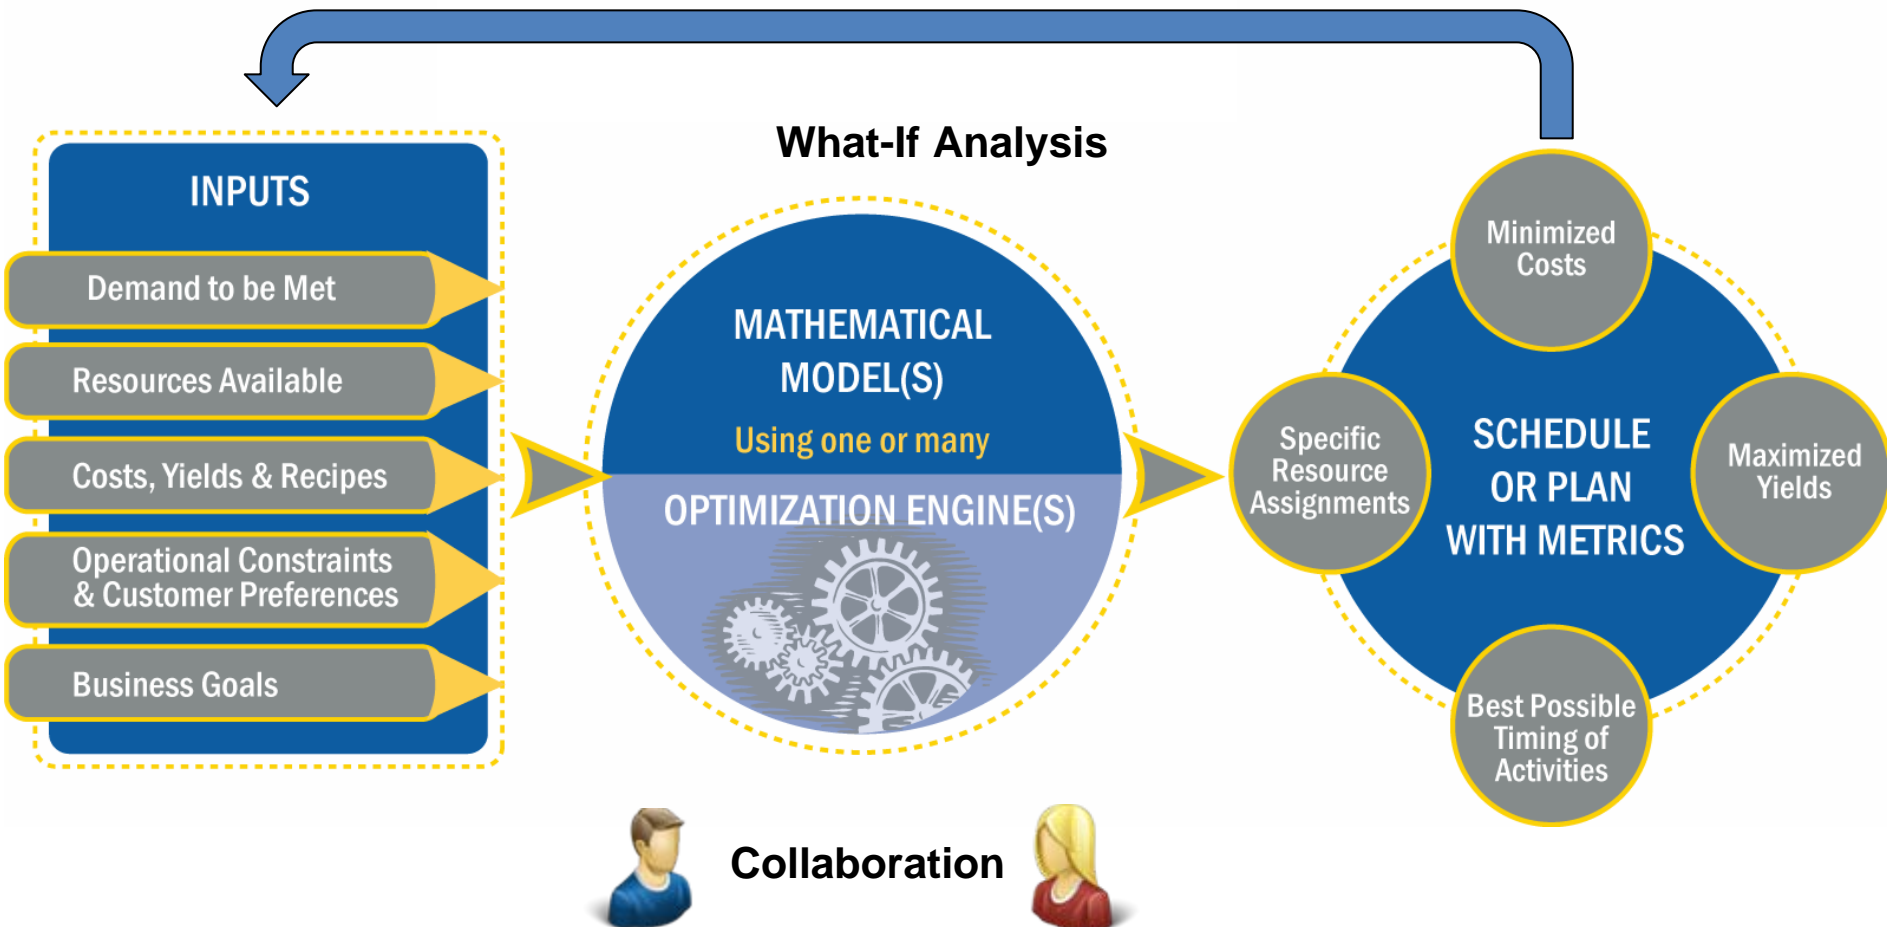 What-If Analysis
INPUTS
Demand to be Met
Resources Available
Costs, Yields & Recipes
Operational Constraints
& Customer Preferences
Business Goals
MATHEMATICAL
MODEL(S)
Using one or many
OPTIMIZATION ENGINE(S)
Minimized
Costs
Specific
Resource
Assignments
SCHEDULE
OR PLAN
WITH METRICS
Maximized
Yields
Best Possible
Timing of
Activities
Collaboration